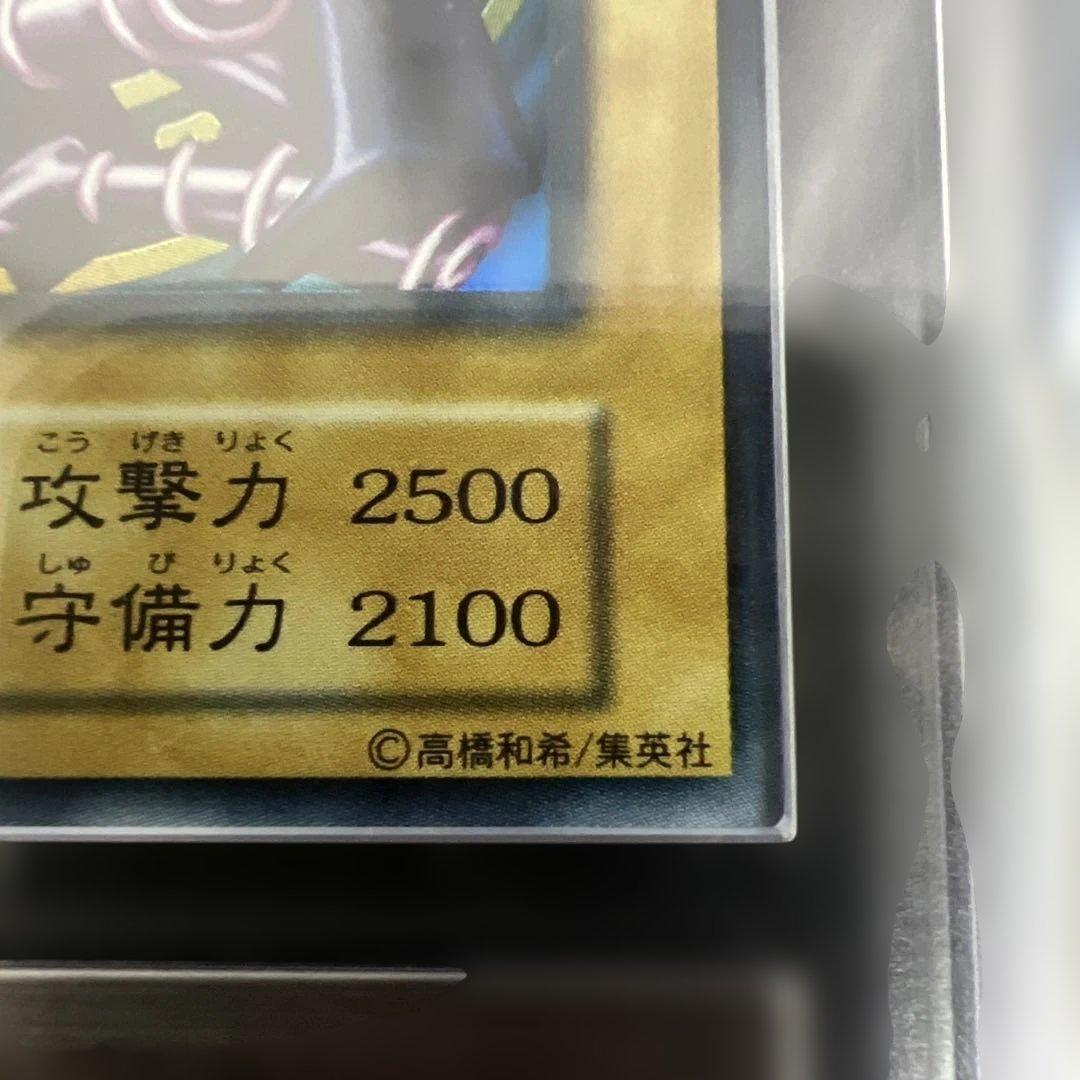 こう げき りょく
攻撃力 2500
しゅ び りょく
守備力 2100
©高橋和希/集英社